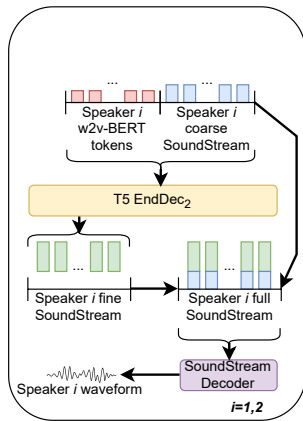 ... ...
Speaker i
w2v-BERT
tokens
Speaker i
coarse
SoundStream
T5 EndDec2
... ...
Speaker i fine
SoundStream
Speaker i full
SoundStream
SoundStream
Decoder
Speaker i waveform
i=1,2